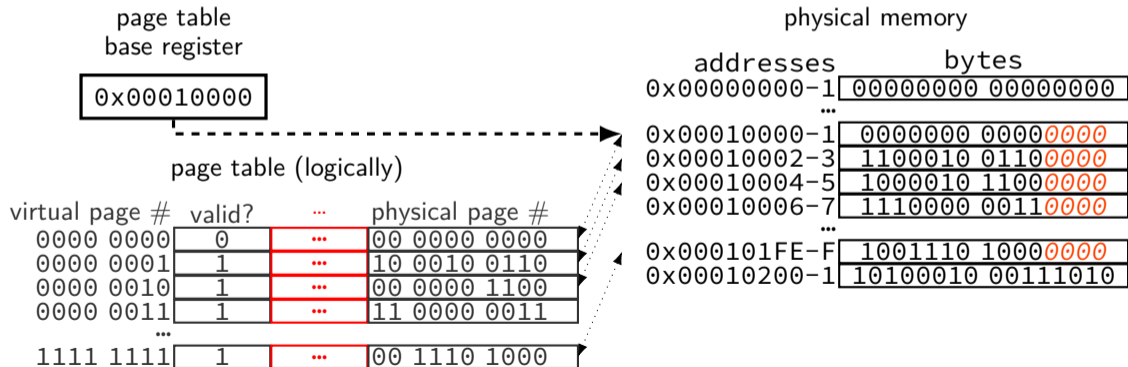 page table
base register
0x00010000
page table (logically)
virtual page # valid? ... physical page #
0000 0000 0 ... 00 0000 0000
0000 0001 1 ... 10 0010 0110
0000 0010 1 ... 00 0000 1100
0000 0011 1 ... 11 0000 0011
...
1111 1111 1 ... 00 1110 1000
physical memory
addresses bytes
0x00000000-1 00000000 00000000
...
0x00010000-1 0000000 00000000
0x00010002-3 1100010 01100000
0x00010004-5 1000010 11000000
0x00010006-7 1110000 00110000
...
0x000101FE-F 1001110 10000000
0x00010200-1 10100010 00111010